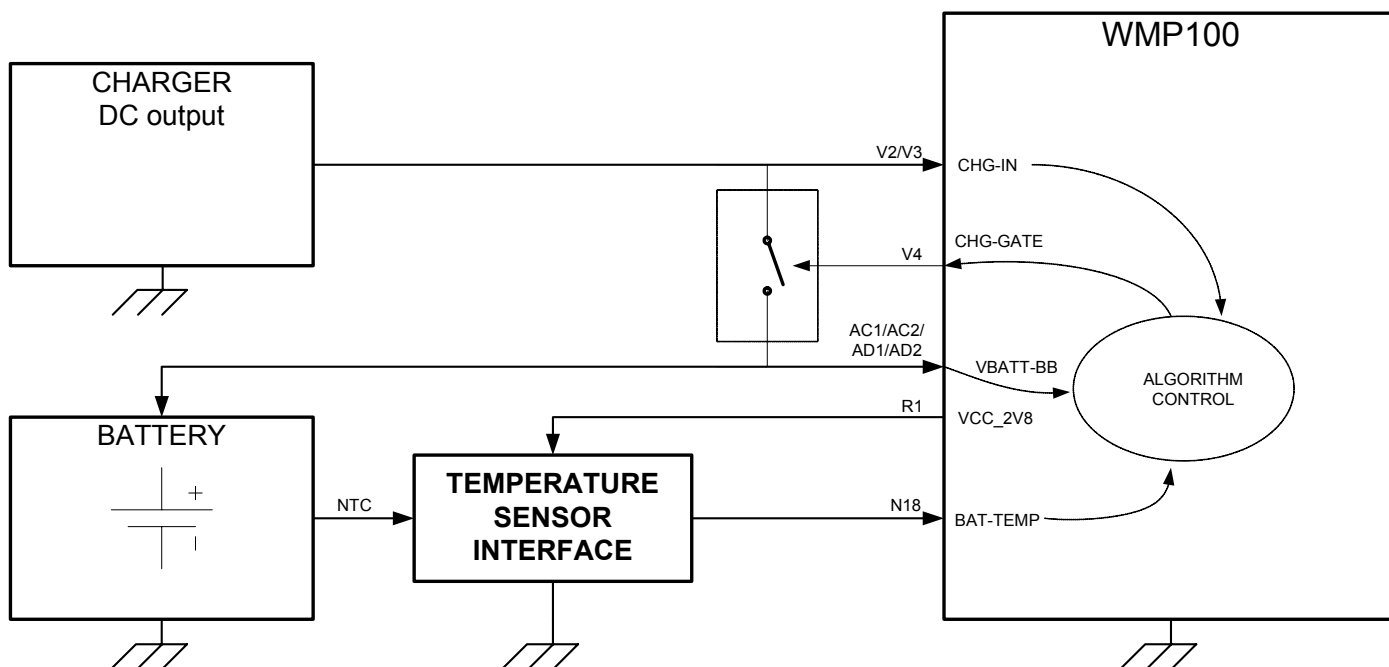 WMP100
CHARGER
DC output
V2/V3
CHG-IN
CHG-GATE
V4
AC1/AC2/
AD1/AD2
VBATT-BB
ALGORITHM
CONTROL
R1
VCC_2V8
BATTERY
+
NTC
TEMPERATURE
SENSOR
INTERFACE
N18
BAT-TEMP